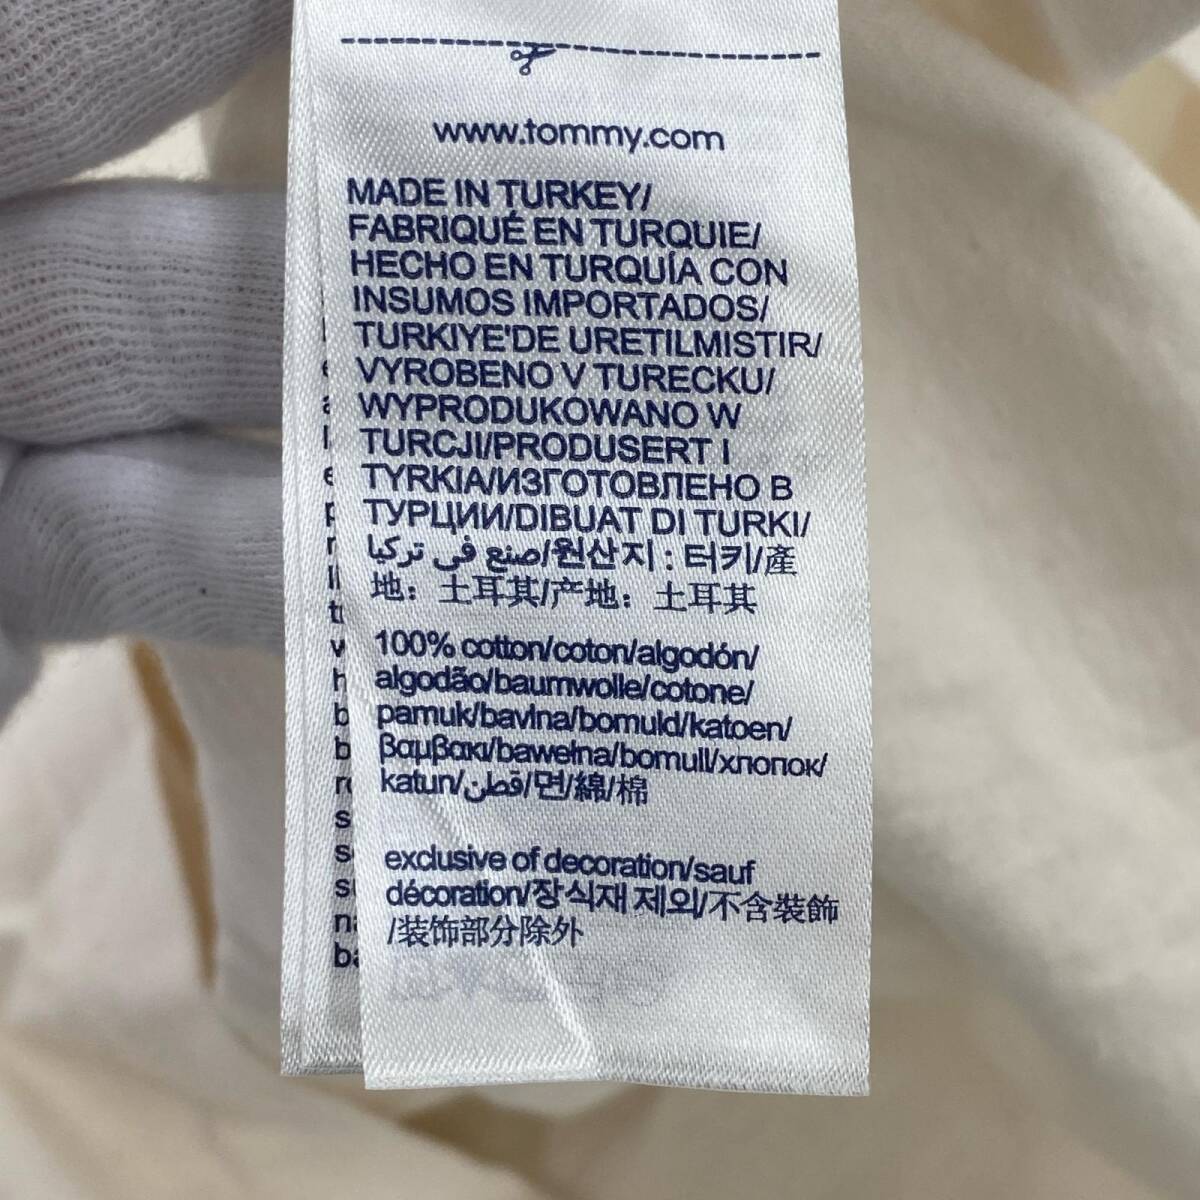 www.tommy.com
MADE IN TURKEY/
FABRIQUÉ EN TURQUIE/
HECHO EN TURQUÍA CON
INSUMOS IMPORTADOS/
TURKIYE'DE URETILMISTIR/
VYROBENO V TURECKU/
WYPRODUKOWANO W
TURCJI/PRODUSERT I
TYRKIA/ИЗГОТОВЛЕНО В
ТУРЦИИ/DIBUAT DI TURKI/
صنع في تركيا/원산지 : 터키/產
地：土耳其/产地：土耳其
100% cotton/coton/algodón/
algodão/baumwolle/cotone/
pamuk/bavlna/bomuld/katoen/
βαμβακι/bawełna/bomull/хлопок/
katun/قطن/면/綿/棉
exclusive of decoration/sauf
décoration/장식재 제외/不含裝飾
/装饰部分除外